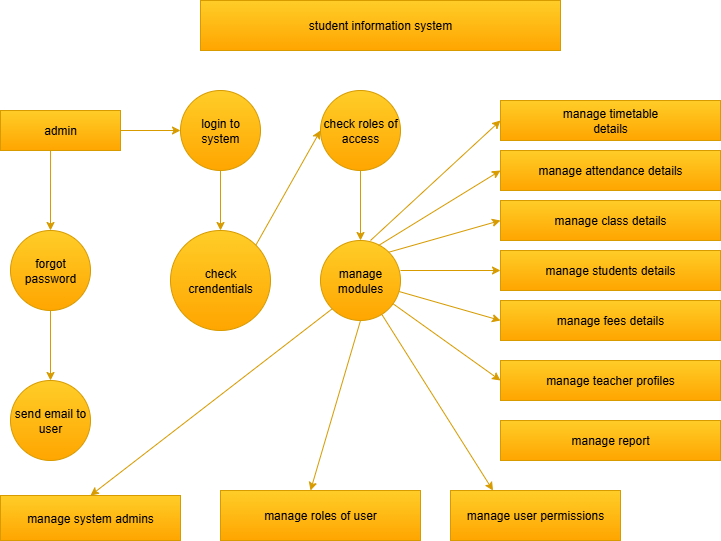 student information system
admin
login to
system
check roles of
access
manage timetable
details
manage attendance details
manage class details
forgot
password
check
crendentials
manage
modules
manage students details
manage fees details
manage teacher profiles
send email to
user
manage report
manage system admins
manage roles of user
manage user permissions